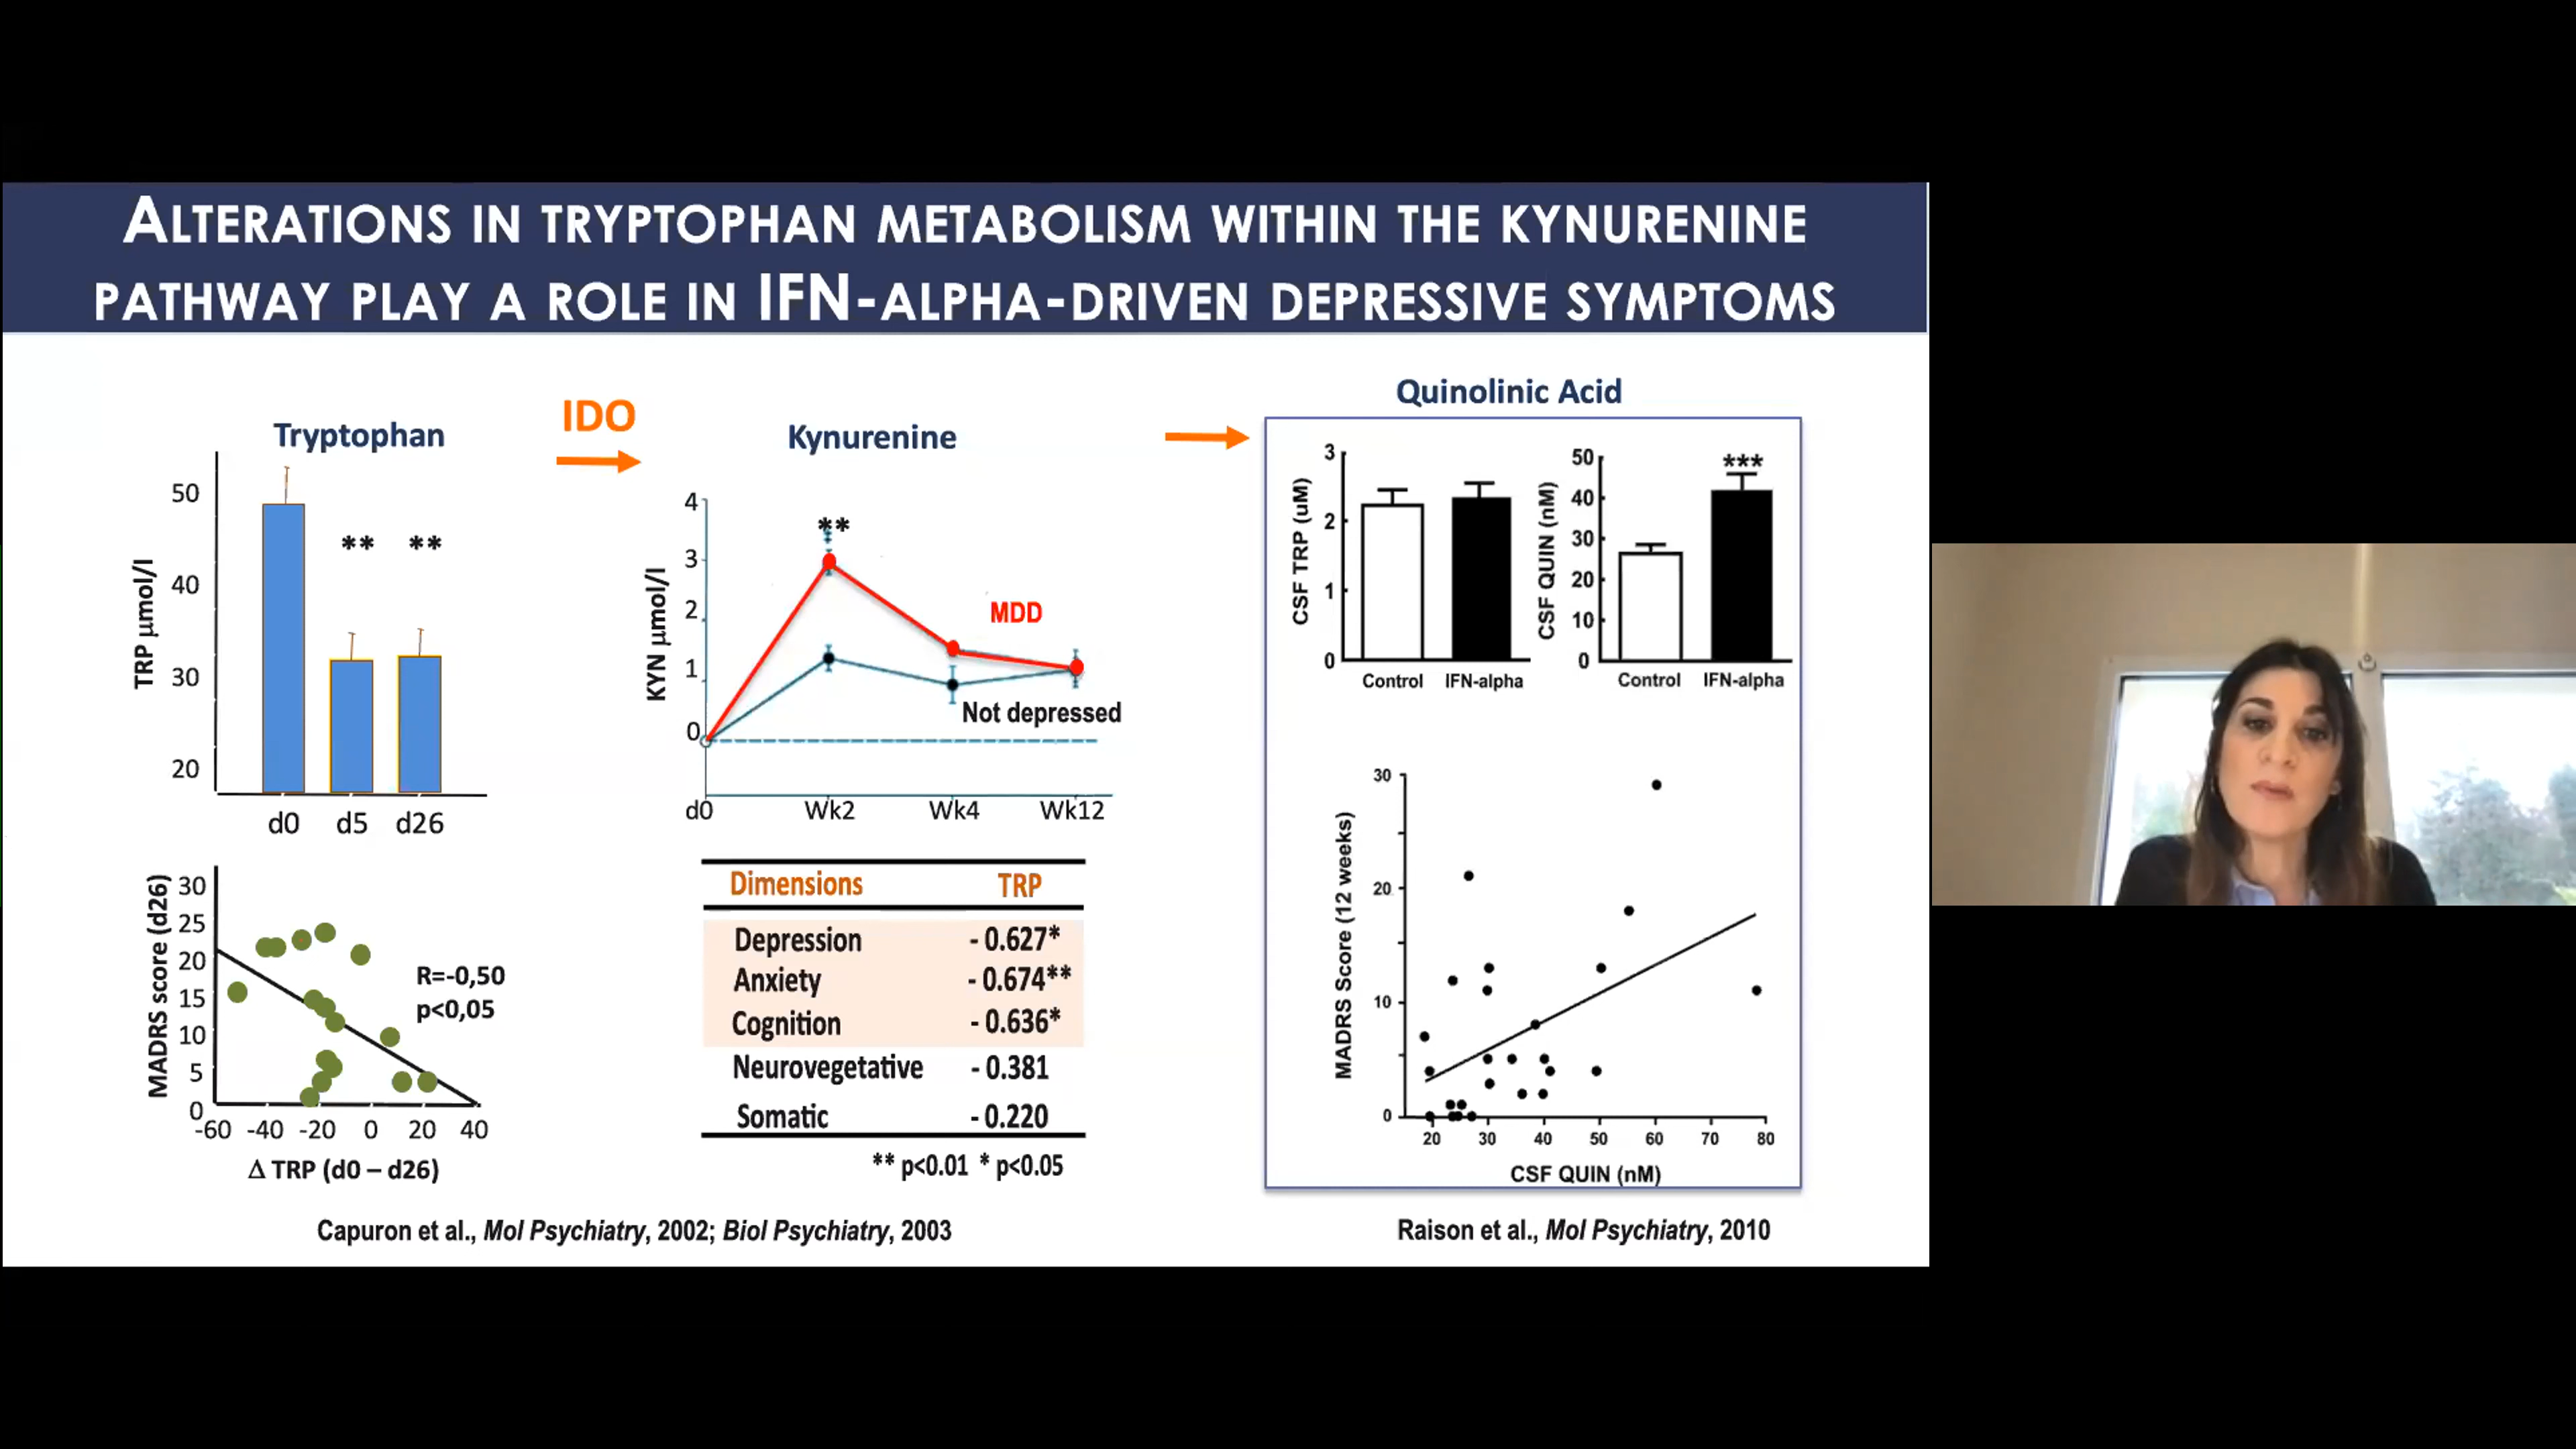 ALTERATIONS IN TRYPTOPHAN METABOLISM WITHIN THE KYNURENINE
PATHWAY PLAY A ROLE IN IFN-ALPHA-DRIVEN DEPRESSIVE SYMPTOMS
Tryptophan
TRP µmol/l
50
40
30
20
** **
d0 d5 d26
IDO
Kynurenine
KYN µmol/l
4
3
2
1
0
**
MDD
Not depressed
d0 Wk2 Wk4 Wk12
MADRS score (d26)
30
25
20
15
10
5
0
R=-0,50
p<0,05
-60 -40 -20 0 20 40
Δ TRP (d0 – d26)
Dimensions TRP
Depression - 0.627*
Anxiety - 0.674**
Cognition - 0.636*
Neurovegetative - 0.381
Somatic - 0.220
** p<0.01 * p<0.05
Capuron et al., Mol Psychiatry, 2002; Biol Psychiatry, 2003
Quinolinic Acid
CSF TRP (uM)
3
2
1
0
Control IFN-alpha
CSF QUIN (nM)
50
40
30
20
10
0
***
Control IFN-alpha
MADRS Score (12 weeks)
30
20
10
0
20 30 40 50 60 70 80
CSF QUIN (nM)
Raison et al., Mol Psychiatry, 2010